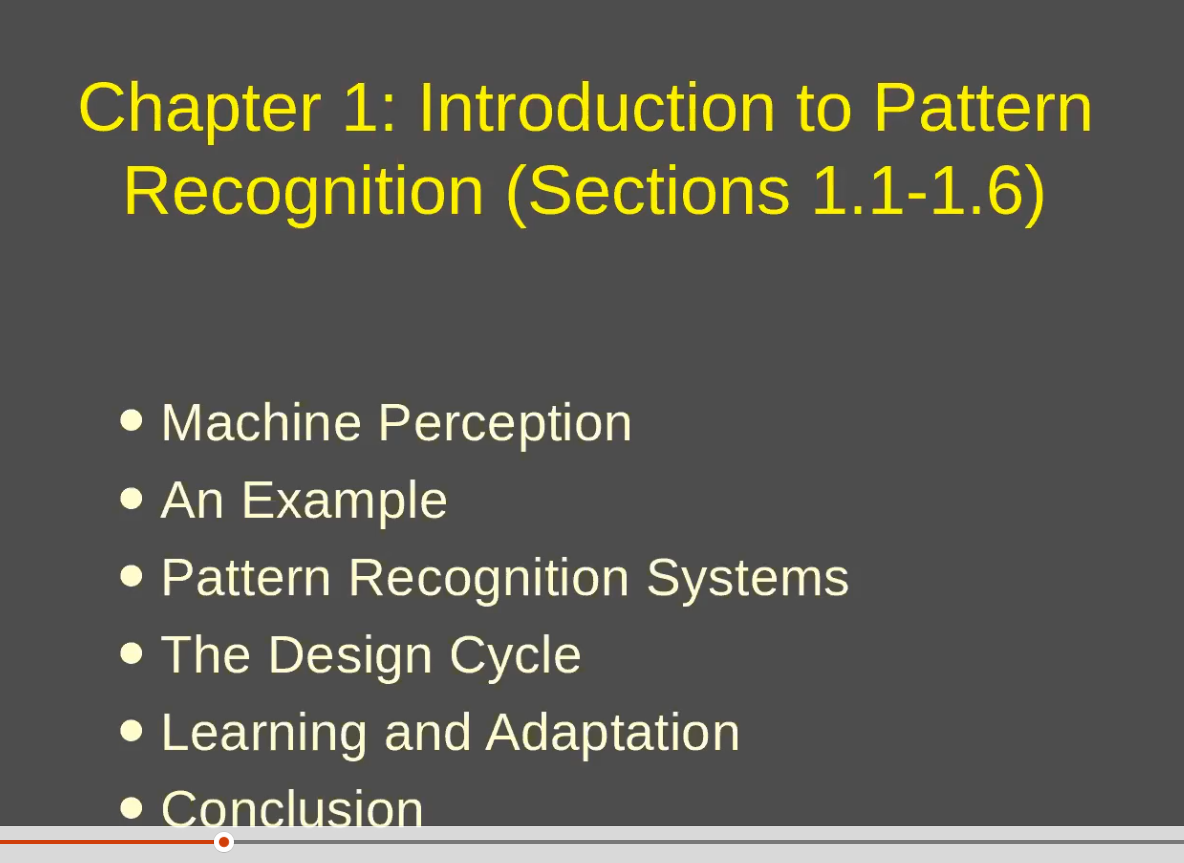 Chapter 1: Introduction to Pattern
Recognition (Sections 1.1-1.6)
● Machine Perception
● An Example
● Pattern Recognition Systems
● The Design Cycle
● Learning and Adaptation
● Conclusion